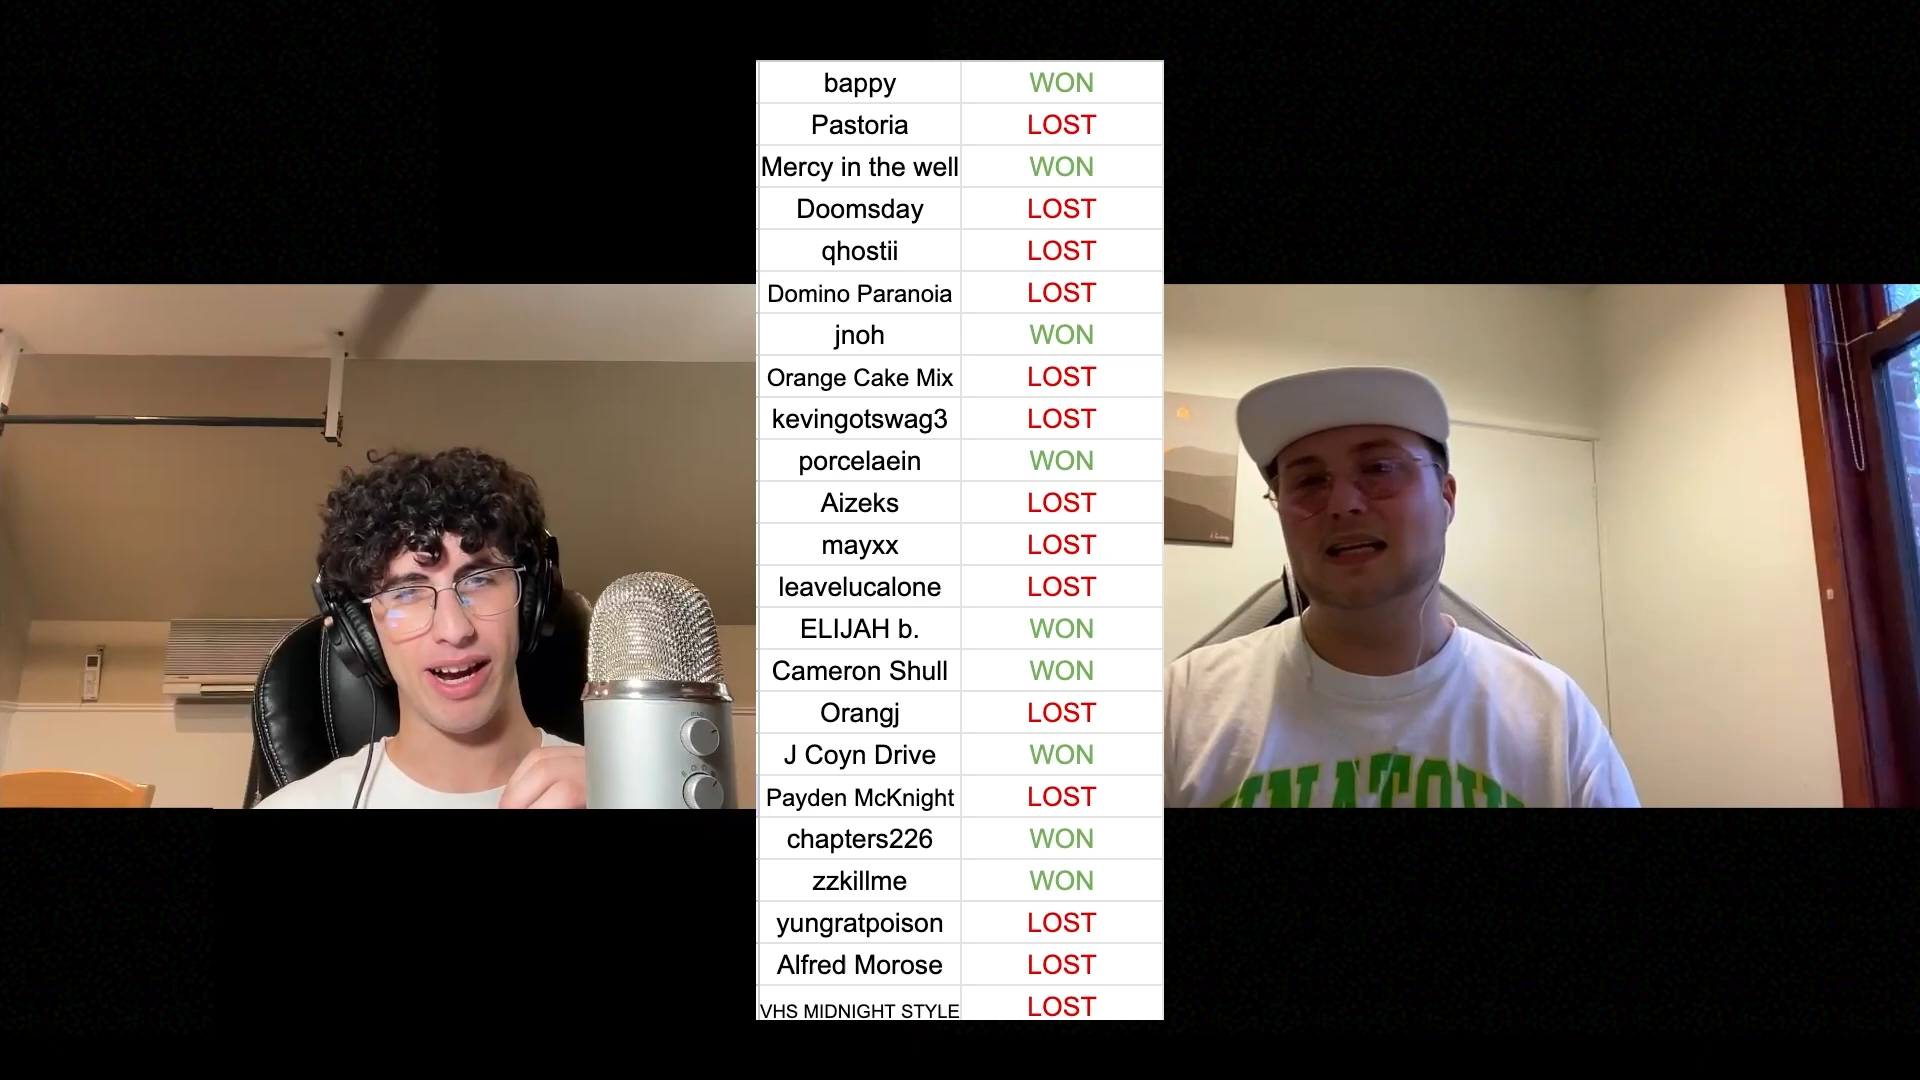 bappy WON
Pastoria LOST
Mercy in the well WON
Doomsday LOST
qhostii LOST
Domino Paranoia LOST
jnoh WON
Orange Cake Mix LOST
kevingotswag3 LOST
porcelaein WON
Aizeks LOST
mayxx LOST
leavelucalone LOST
ELIJAH b. WON
Cameron Shull WON
Orangj LOST
J Coyn Drive WON
Payden McKnight LOST
chapters226 WON
zzkillme WON
yungratpoison LOST
Alfred Morose LOST
VHS MIDNIGHT STYLE LOST